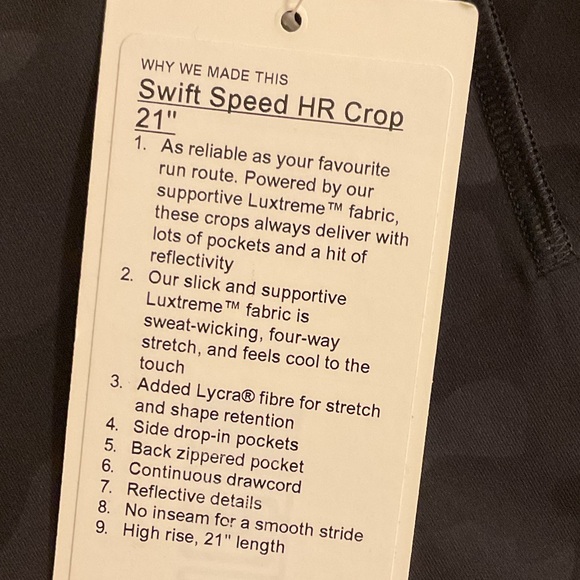 WHY WE MADE THIS
Swift Speed HR Crop
21"
1. As reliable as your favourite
run route. Powered by our
supportive Luxtreme™ fabric,
these crops always deliver with
lots of pockets and a hit of
reflectivity
2. Our slick and supportive
Luxtreme™ fabric is
sweat-wicking, four-way
stretch, and feels cool to the
touch
3. Added Lycra® fibre for stretch
and shape retention
4. Side drop-in pockets
5. Back zippered pocket
6. Continuous drawcord
7. Reflective details
8. No inseam for a smooth stride
9. High rise, 21" length